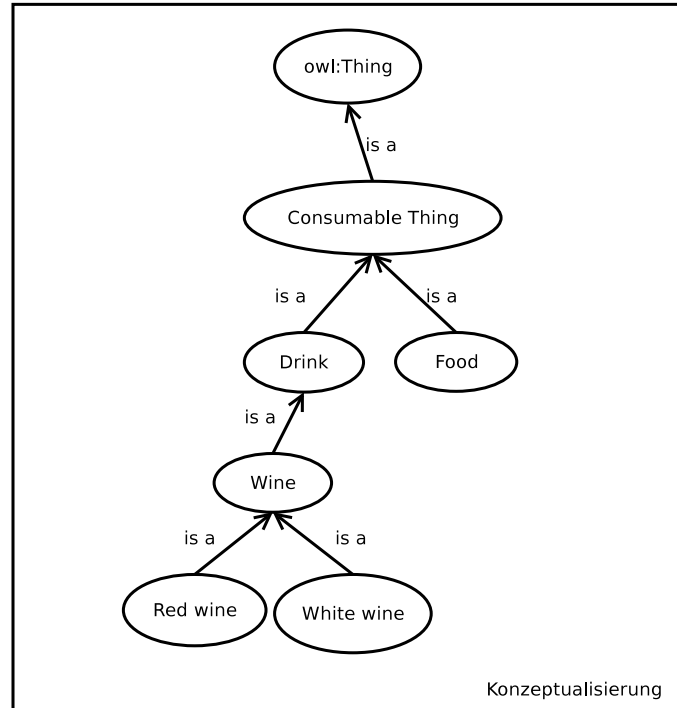 owl:Thing
is a
Consumable Thing
is a
is a
Drink
Food
is a
Wine
is a
is a
Red wine
White wine
Konzeptualisierung